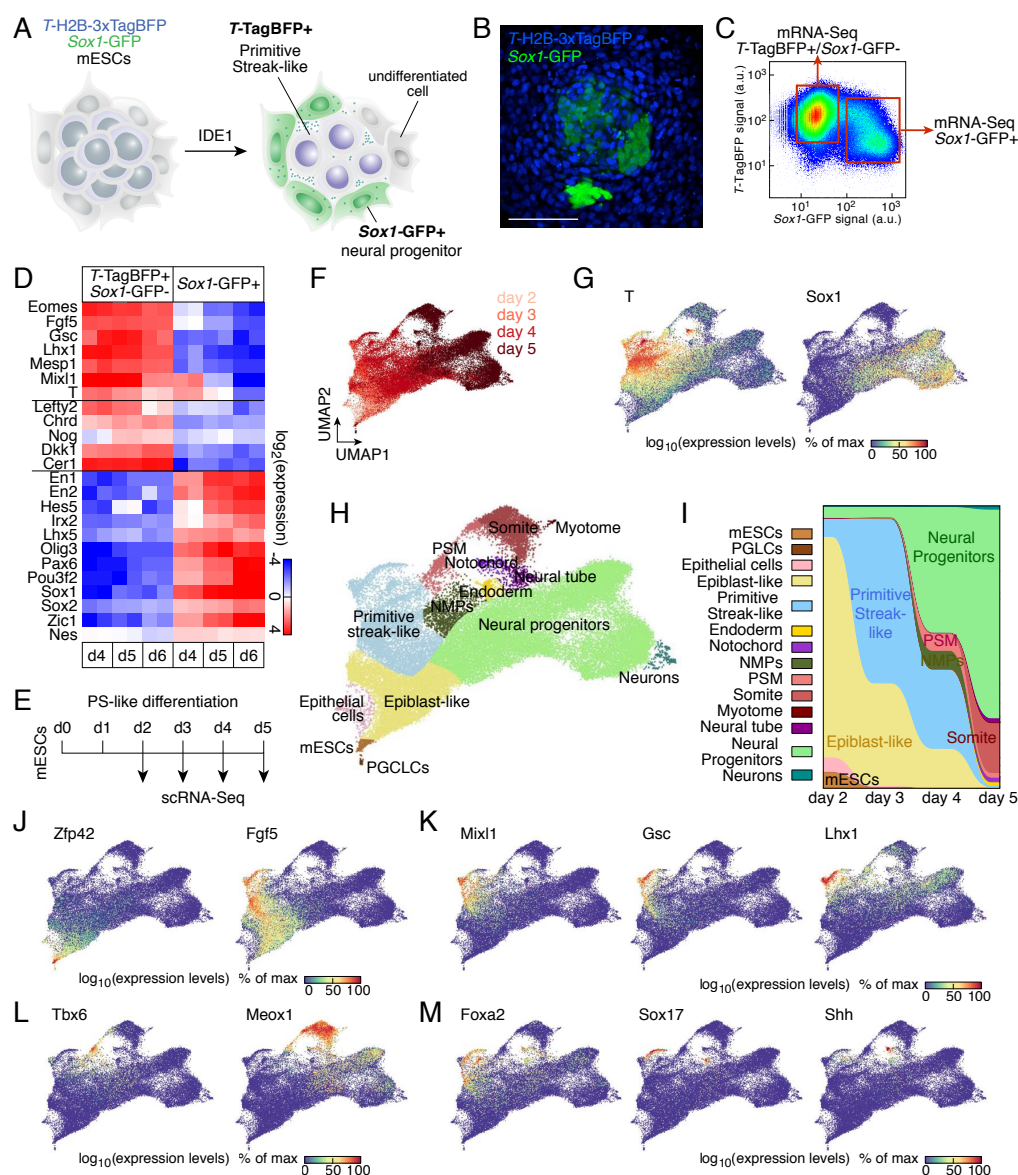 A
T-H2B-3xTagBFP
Sox1-GFP
mESCs
IDE1
T-TagBFP+
Primitive
Streak-like
undifferentiated
cell
Sox1-GFP+
neural progenitor
B
T-H2B-3xTagBFP
Sox1-GFP
C
mRNA-Seq
T-TagBFP+/Sox1-GFP-
T-TagBFP signal (a.u.)
10³
10²
10¹
10¹ 10² 10³
Sox1-GFP signal (a.u.)
mRNA-Seq
Sox1-GFP+
D
T-TagBFP+
Sox1-GFP-
Sox1-GFP+
Eomes
Fgf5
Gsc
Lhx1
Mesp1
Mixl1
T
Lefty2
Chrd
Nog
Dkk1
Cer1
En1
En2
Hes5
Irx2
Lhx5
Olig3
Pax6
Pou3f2
Sox1
Sox2
Zic1
Nes
d4 d5 d6 d4 d5 d6
log₂(expression)
-4 0 4
E
PS-like differentiation
mESCs
d0 d1 d2 d3 d4 d5
scRNA-Seq
F
day 2
day 3
day 4
day 5
UMAP2
UMAP1
G
T
Sox1
log₁₀(expression levels) % of max
0 50 100
H
Somite
Myotome
PSM
Notochord
Neural tube
Endoderm
NMPs
Primitive
streak-like
Neural progenitors
Neurons
Epithelial
cells
Epiblast-like
mESCs
PGCLCs
I
mESCs
PGLCs
Epithelial cells
Epiblast-like
Primitive
Streak-like
Endoderm
Notochord
NMPs
PSM
Somite
Myotome
Neural tube
Neural
Progenitors
Neurons
Neural
Progenitors
Primitive
Streak-
like
PSM
NMPs
Somite
Epiblast-like
mESCs
day 2 day 3 day 4 day 5
J
Zfp42
Fgf5
log₁₀(expression levels) % of max
0 50 100
K
Mixl1
Gsc
Lhx1
log₁₀(expression levels) % of max
0 50 100
L
Tbx6
Meox1
log₁₀(expression levels) % of max
0 50 100
M
Foxa2
Sox17
Shh
log₁₀(expression levels) % of max
0 50 100